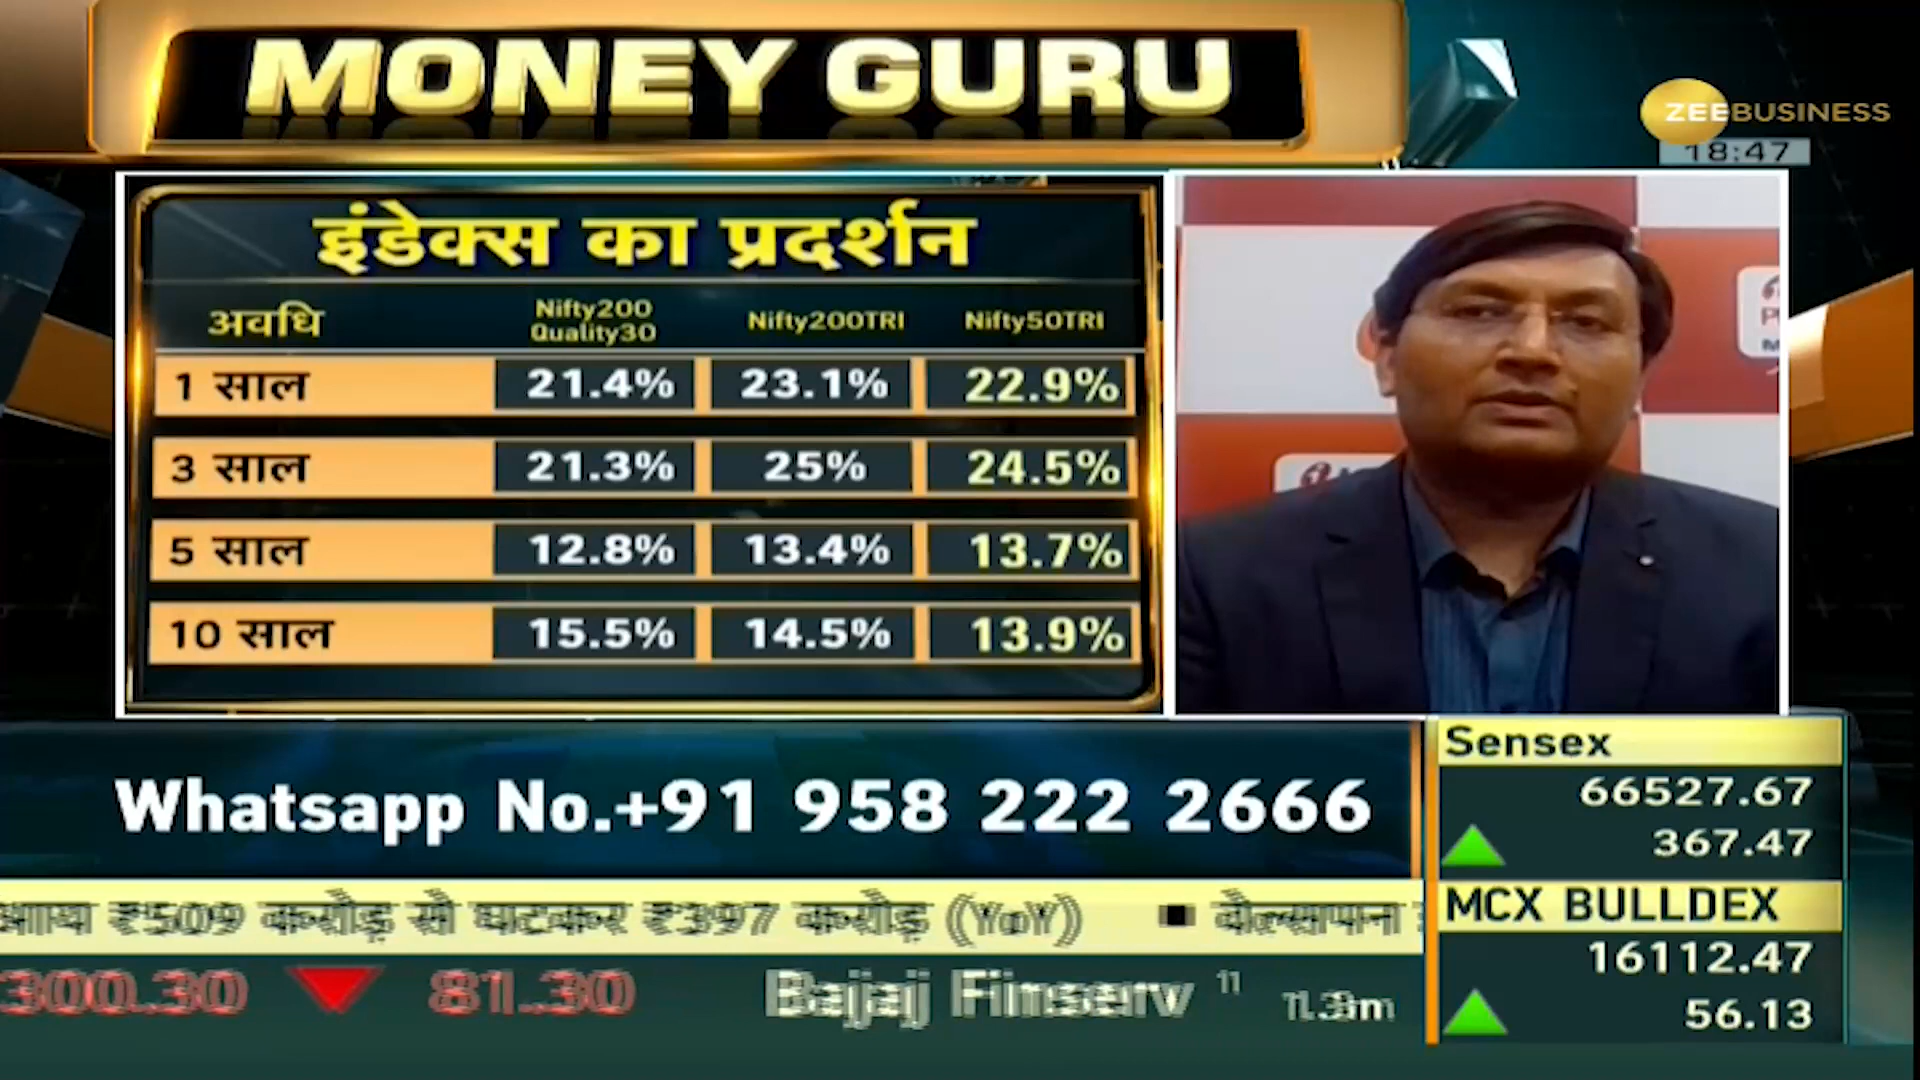 MONEY GURU
ZEEBUSINESS
18:47
इंडेक्स का प्रदर्शन
अवधि Nifty200 Quality30 Nifty200TRI Nifty50TRI
1 साल 21.4% 23.1% 22.9%
3 साल 21.3% 25% 24.5%
5 साल 12.8% 13.4% 13.7%
10 साल 15.5% 14.5% 13.9%
Whatsapp No.+91 958 222 2666
Sensex
66527.67
367.47
MCX BULLDEX
16112.47
56.13
₹509 करोड़ से घटकर ₹397 करोड़ (YoY) ■ वेल्सपन
300.30 81.30 Bajaj Finserv